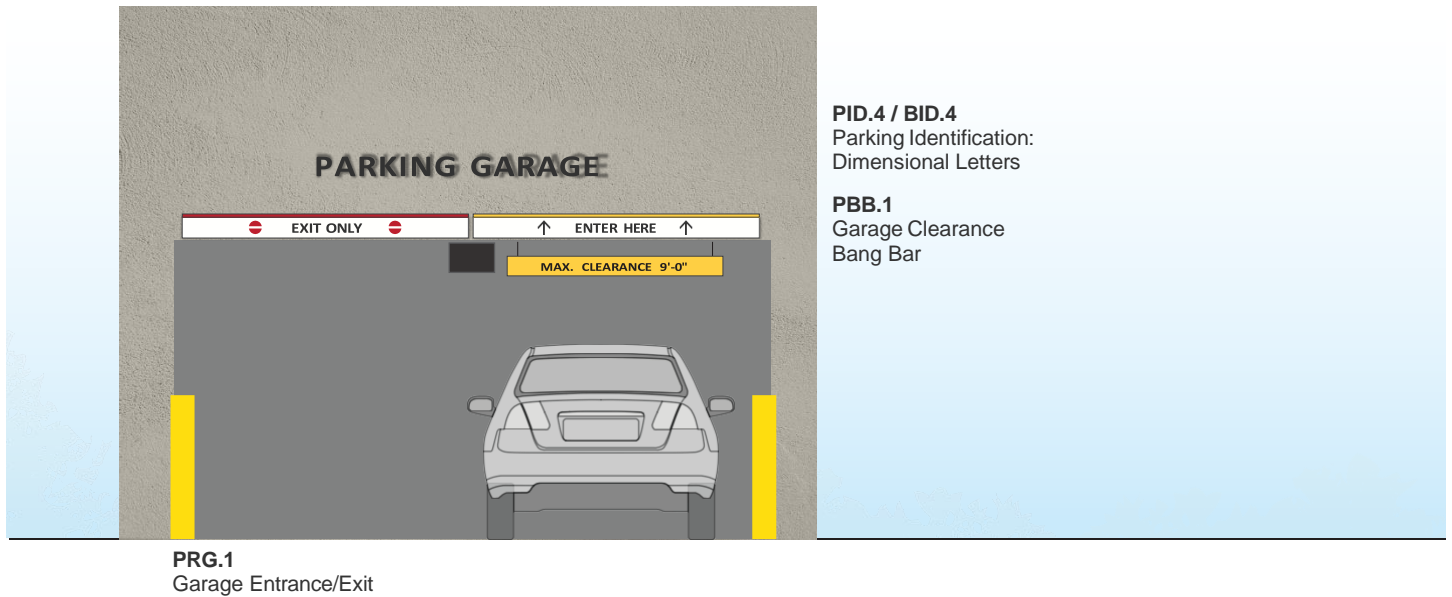 PARKING GARAGE
EXIT ONLY
ENTER HERE
MAX. CLEARANCE 9'-0"
PID.4 / BID.4
Parking Identification:
Dimensional Letters
PBB.1
Garage Clearance
Bang Bar
PRG.1
Garage Entrance/Exit